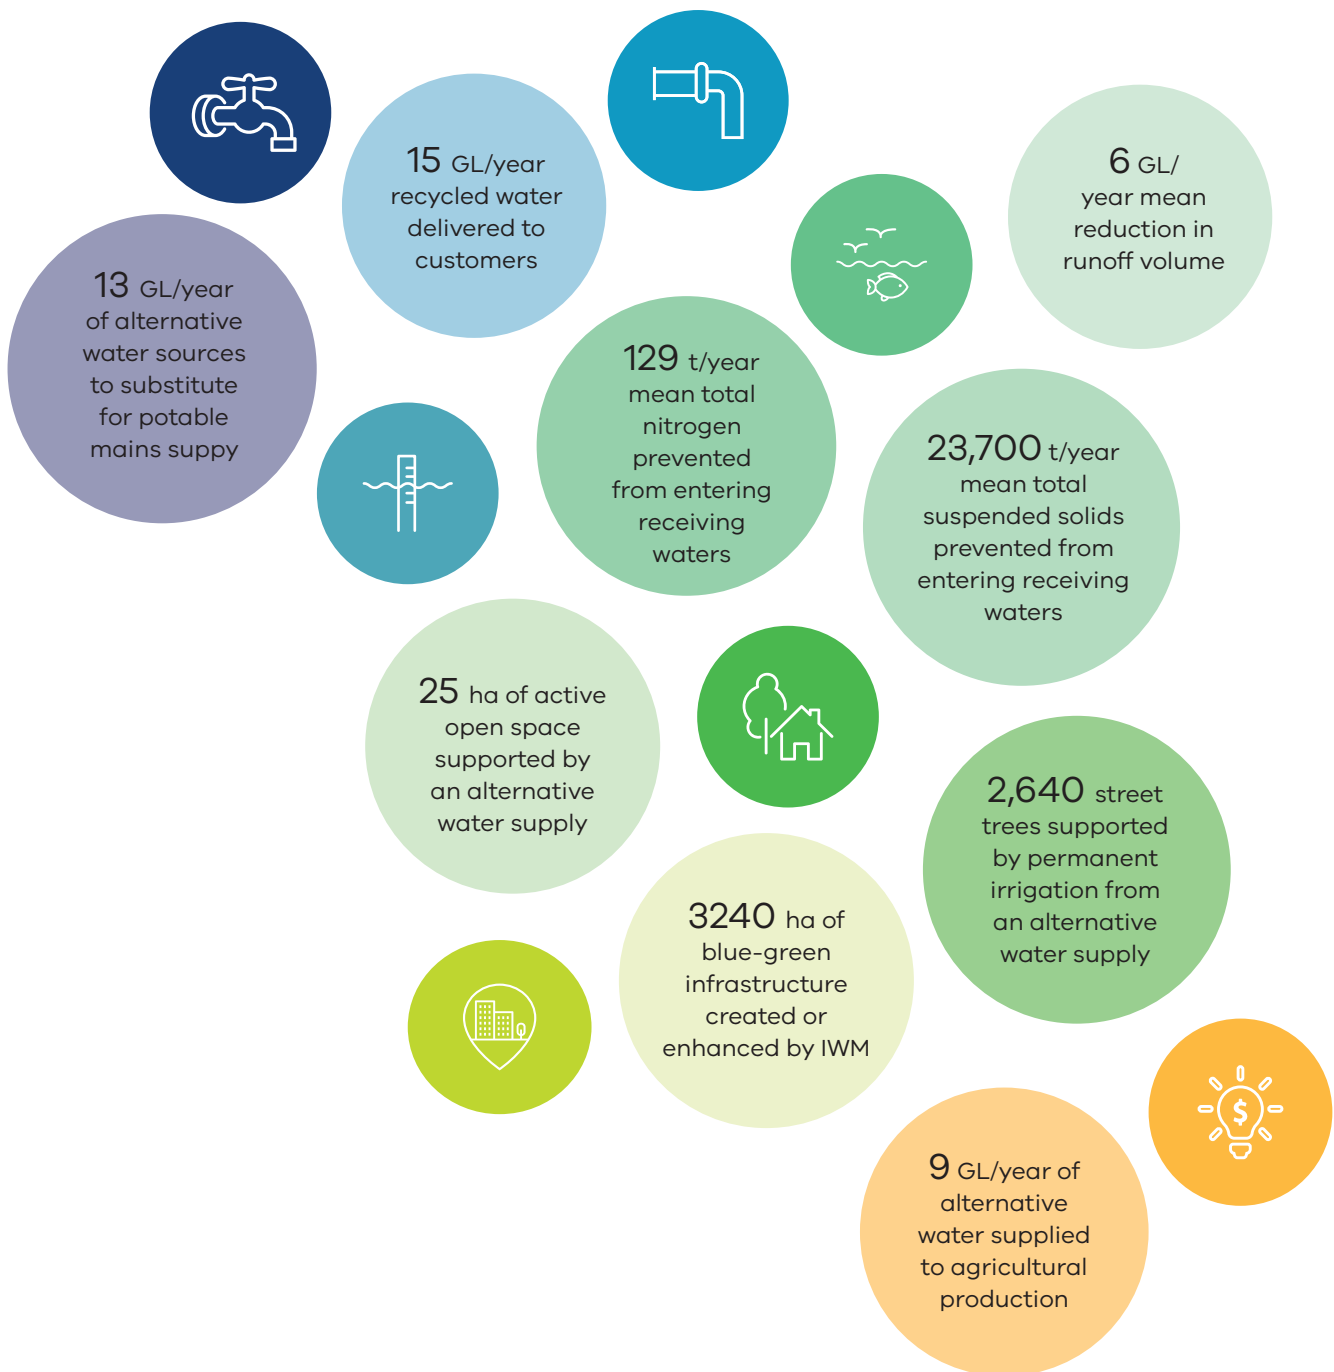 15 GL/year
recycled water
delivered to
customers
6 GL/
year mean
reduction in
runoff volume
13 GL/year
of alternative
water sources
to substitute
for potable
mains suppy
129 t/year
mean total
nitrogen
prevented
from entering
receiving
waters
23,700 t/year
mean total
suspended solids
prevented from
entering receiving
waters
25 ha of active
open space
supported by
an alternative
water supply
2,640 street
trees supported
by permanent
irrigation from
an alternative
water supply
3240 ha of
blue-green
infrastructure
created or
enhanced by IWM
$
9 GL/year of
alternative
water supplied
to agricultural
production